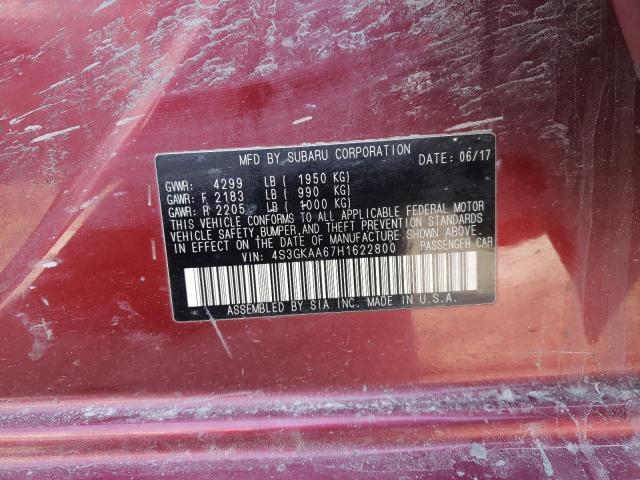 MFD BY SUBARU CORPORATION DATE: 06/17
GVWR: 4299 LB ( 1950 KG)
GAWR: F 2183 LB ( 990 KG)
GAWR: R 2205 LB ( 1000 KG)
THIS VEHICLE CONFORMS TO ALL APPLICABLE FEDERAL MOTOR
VEHICLE SAFETY, BUMPER, AND THEFT PREVENTION STANDARDS
IN EFFECT ON THE DATE OF MANUFACTURE SHOWN ABOVE.
VIN: 4S3GKAA67H1622800 PASSENGER CAR
ASSEMBLED BY SIA INC. MADE IN U.S.A.